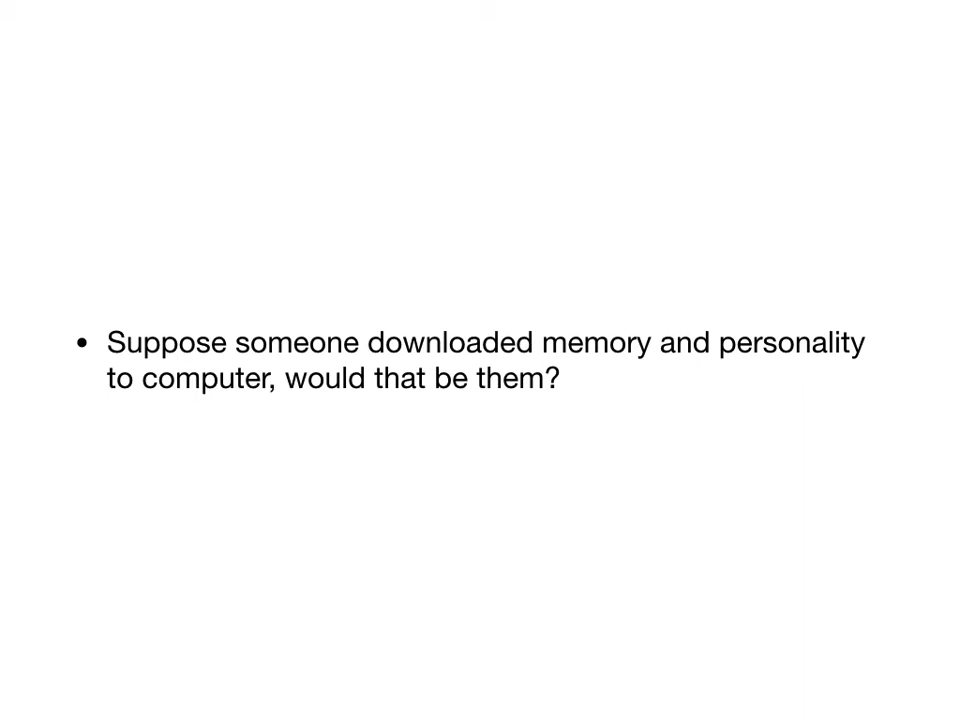 • Suppose someone downloaded memory and personality
to computer, would that be them?